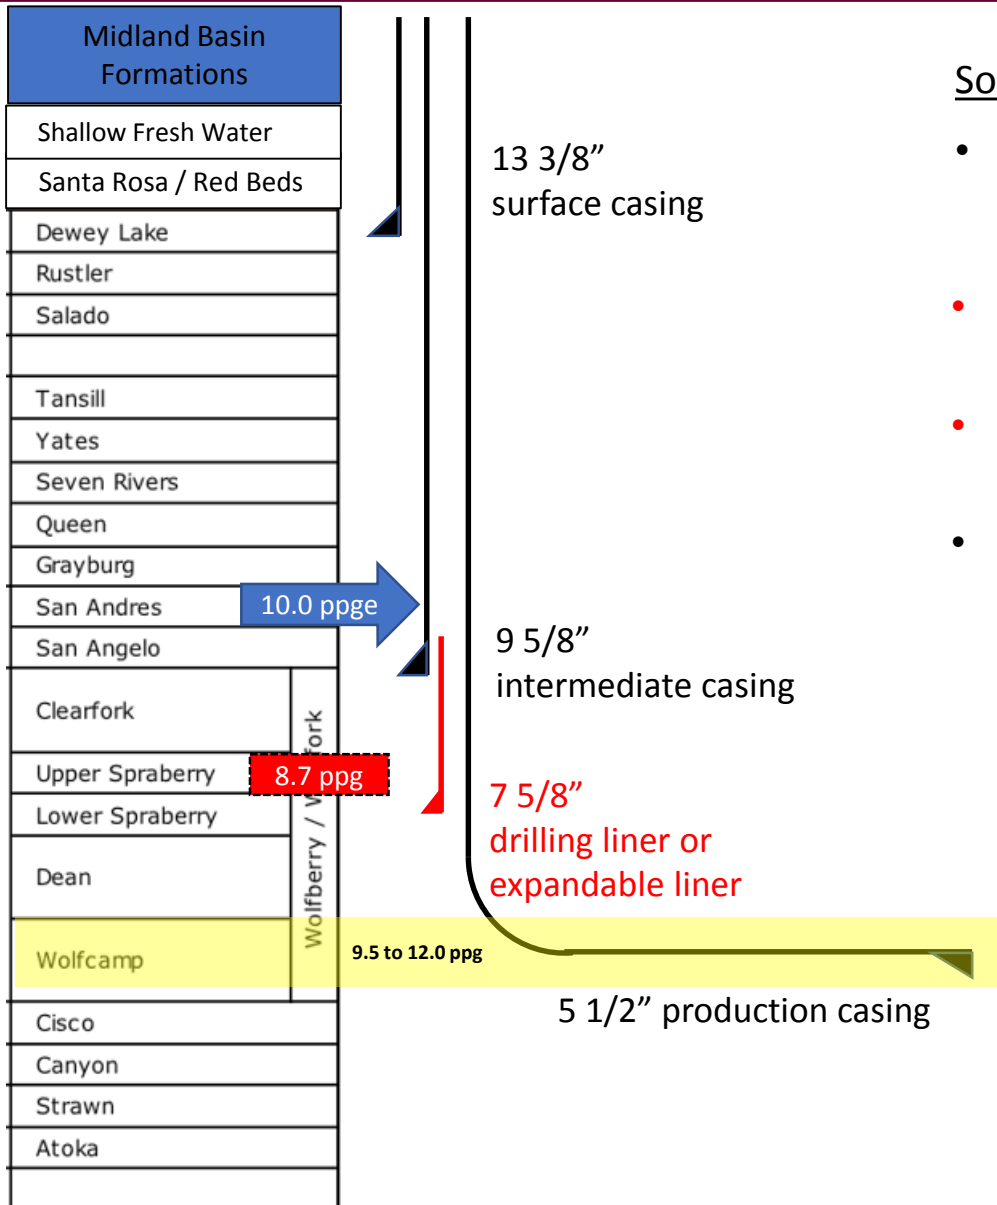 Midland Basin
Formations
Shallow Fresh Water
Santa Rosa / Red Beds
Dewey Lake
Rustler
Salado
Tansill
Yates
Seven Rivers
Queen
Grayburg
San Andres
San Angelo
Clearfork
Upper Spraberry
Lower Spraberry
Dean
Wolfcamp
Cisco
Canyon
Strawn
Atoka
Wolfberry / W fork
10.0 ppge
8.7 ppg
9.5 to 12.0 ppg
13 3/8”
surface casing
9 5/8”
intermediate casing
7 5/8”
drilling liner or
expandable liner
5 1/2” production casing
So